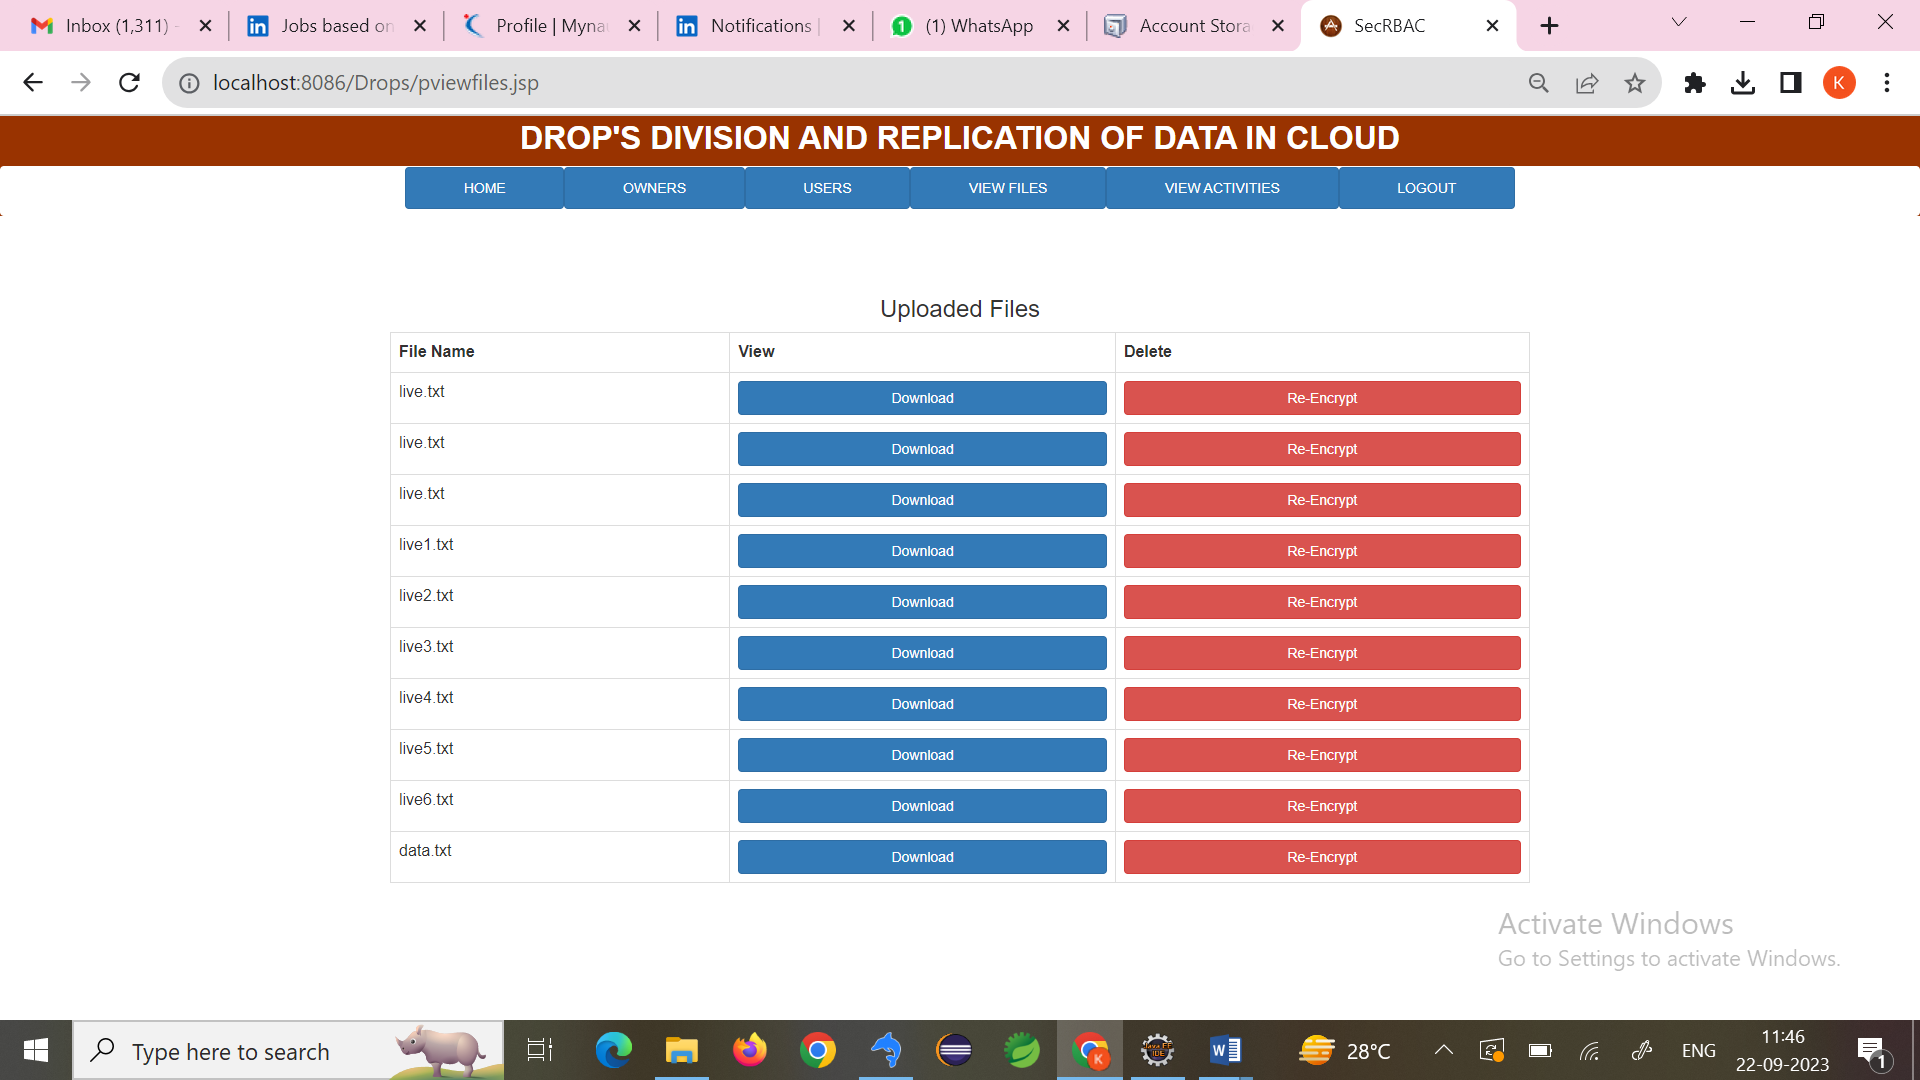 Inbox (1,311) -
Jobs based on
Profile | Mynau
Notifications |
(1) WhatsApp
Account Stora
SecRBAC
localhost:8086/Drops/pviewfiles.jsp
K
DROP'S DIVISION AND REPLICATION OF DATA IN CLOUD
HOME OWNERS USERS VIEW FILES VIEW ACTIVITIES LOGOUT
Uploaded Files
File Name View Delete
live.txt Download Re-Encrypt
live.txt Download Re-Encrypt
live.txt Download Re-Encrypt
live1.txt Download Re-Encrypt
live2.txt Download Re-Encrypt
live3.txt Download Re-Encrypt
live4.txt Download Re-Encrypt
live5.txt Download Re-Encrypt
live6.txt Download Re-Encrypt
data.txt Download Re-Encrypt
Activate Windows
Go to Settings to activate Windows.
Type here to search
28°C
ENG
11:46
22-09-2023
1